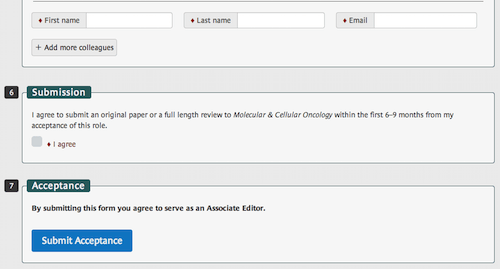 ♦ First name ♦ Last name ♦ Email
+ Add more colleagues
6 Submission
I agree to submit an original paper or a full length review to Molecular & Cellular Oncology within the first 6-9 months from my
acceptance of this role.
♦ I agree
7 Acceptance
By submitting this form you agree to serve as an Associate Editor.
Submit Acceptance